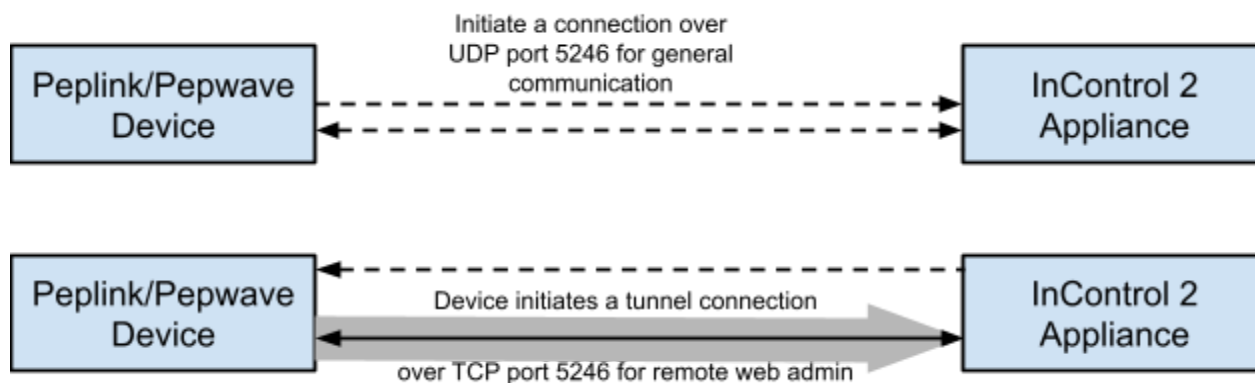 Initiate a connection over
UDP port 5246 for general
communication
Peplink/Pepwave
Device
InControl 2
Appliance
Peplink/Pepwave
Device
Device initiates a tunnel connection
over TCP port 5246 for remote web admin
InControl 2
Appliance